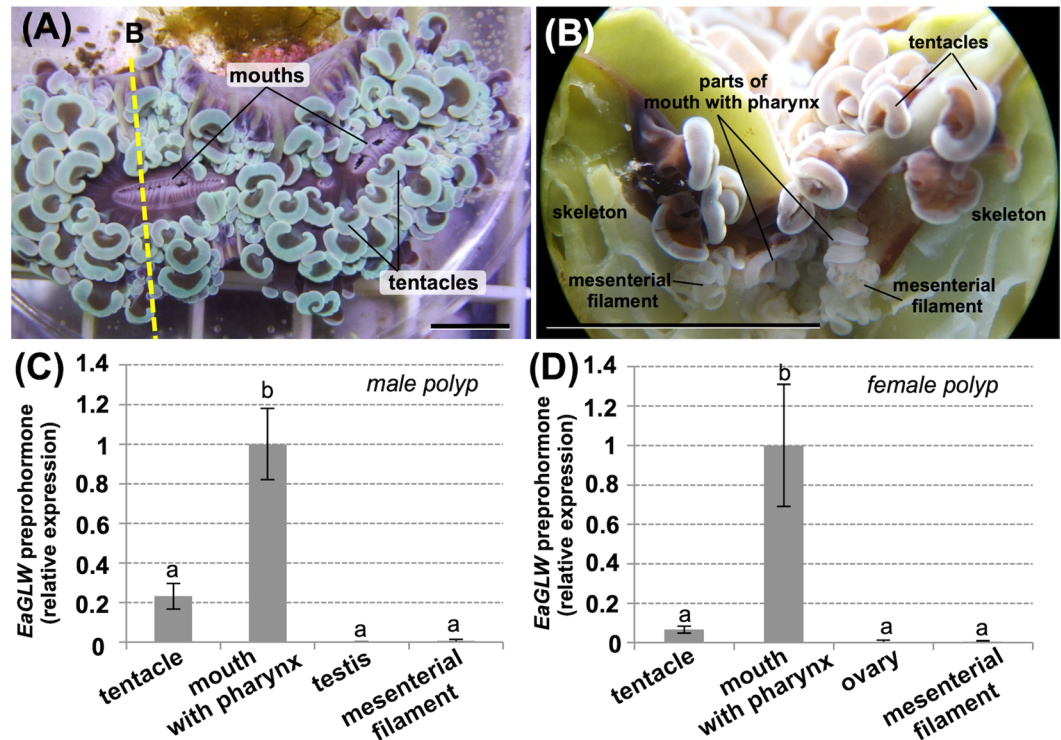 (A)
B
mouths
tentacles
(B)
tentacles
parts of
mouth with pharynx
skeleton
skeleton
mesenterial
filament
mesenterial
filament
(C)
male polyp
EaGLW preprohormone
(relative expression)
1.4
1.2
1
0.8
0.6
0.4
0.2
0
a
b
a
a
tentacle
mouth
with pharynx
testis
mesenterial
filament
(D)
female polyp
EaGLW preprohormone
(relative expression)
1.4
1.2
1
0.8
0.6
0.4
0.2
0
a
b
a
a
tentacle
mouth
with pharynx
ovary
mesenterial
filament